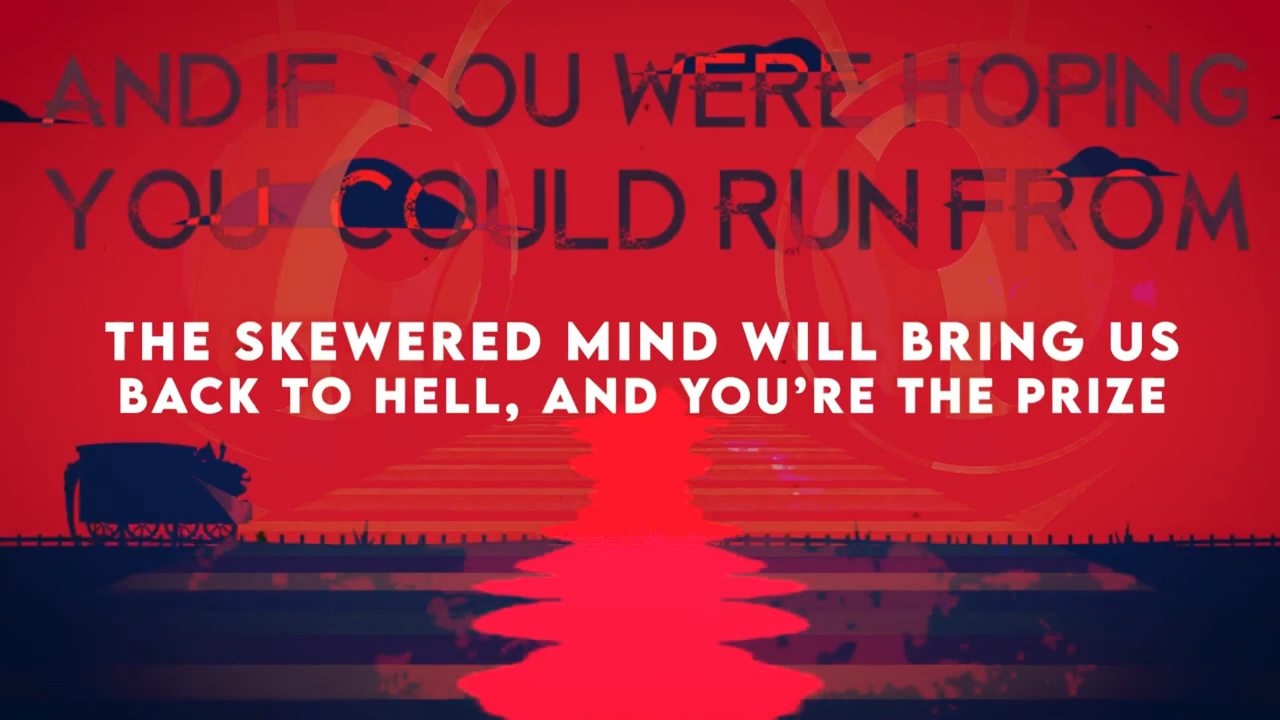 AND IF YOU WERE HOPING
YOU COULD RUN FROM
THE SKEWERED MIND WILL BRING US
BACK TO HELL, AND YOU’RE THE PRIZE